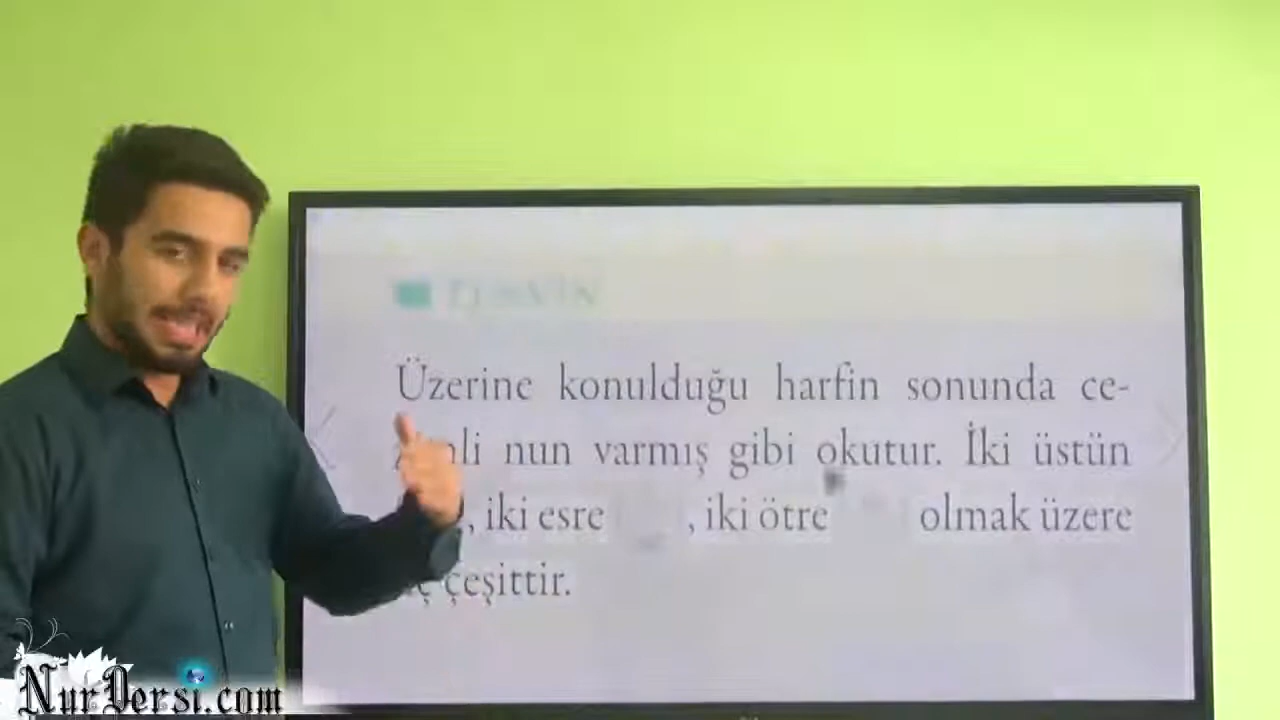 TENVİN
Üzerine konulduğu harfin sonunda ce-
nun varmış gibi okutur. İki üstün
, iki esre , iki ötre olmak üzere
çeşittir.
NurDersi.com